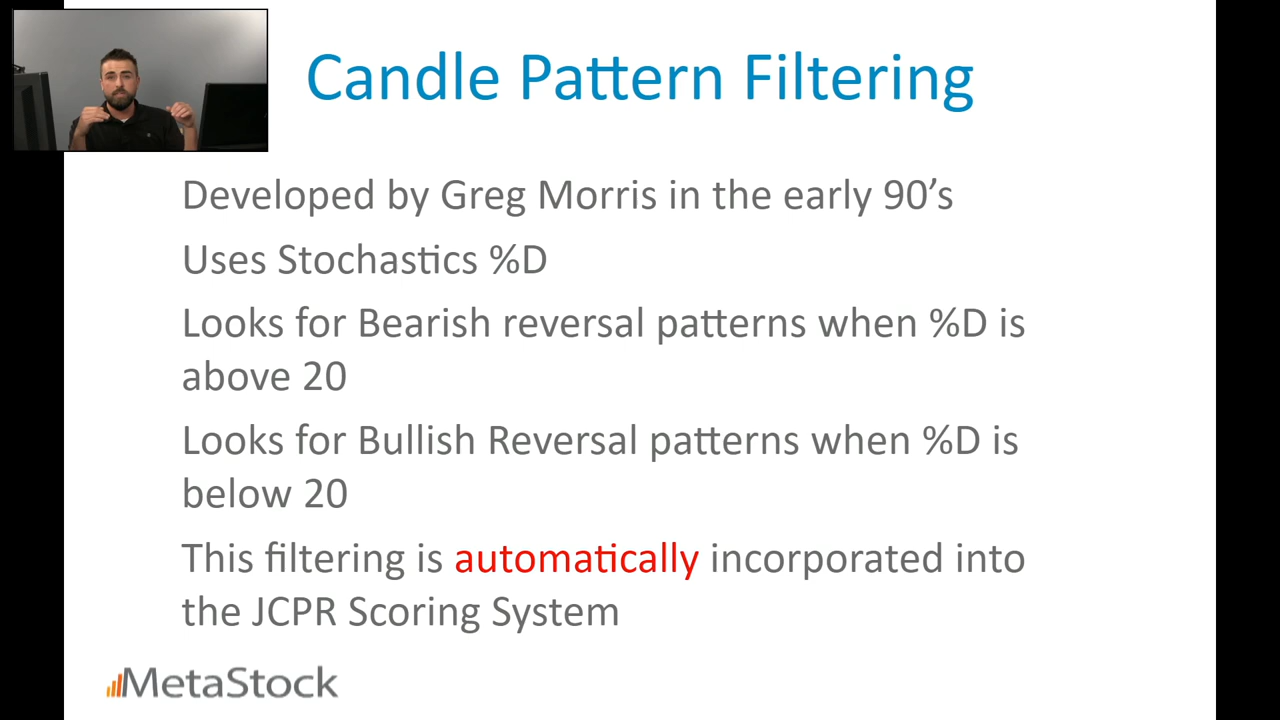 Candle Pattern Filtering
Developed by Greg Morris in the early 90’s
Uses Stochastics %D
Looks for Bearish reversal patterns when %D is
above 20
Looks for Bullish Reversal patterns when %D is
below 20
This filtering is automatically incorporated into
the JCPR Scoring System
MetaStock